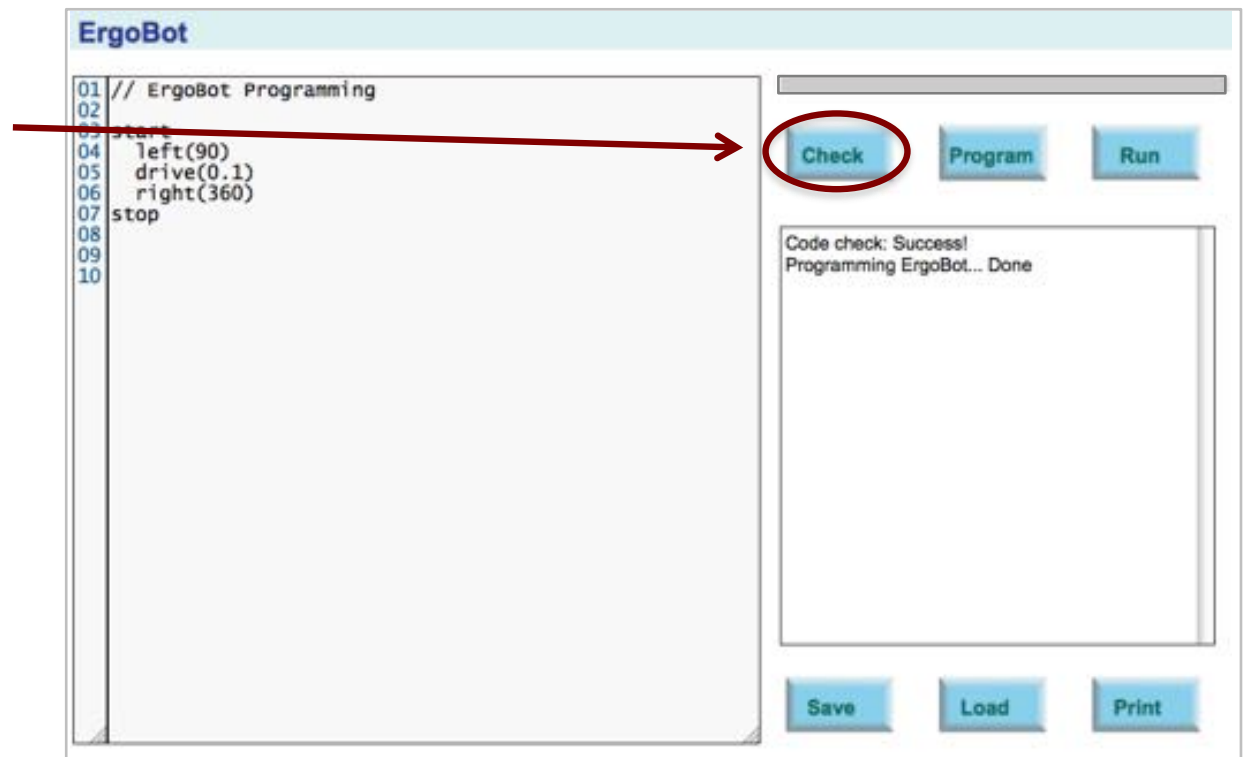 ErgoBot
01 // ErgoBot Programming
02
03 start
04 left(90)
05 drive(0.1)
06 right(360)
07 stop
08
09
10
Check Program Run
Code check: Success!
Programming ErgoBot... Done
Save Load Print